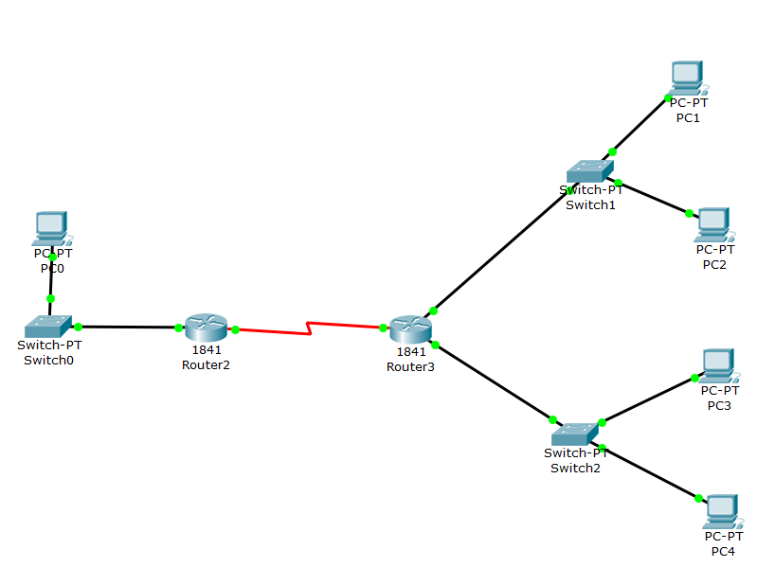 PC-PT
PC1
Switch-PT
Switch1
PC-PT
PC2
PC-PT
PC0
Switch-PT
Switch0
1841
Router2
1841
Router3
PC-PT
PC3
Switch-PT
Switch2
PC-PT
PC4